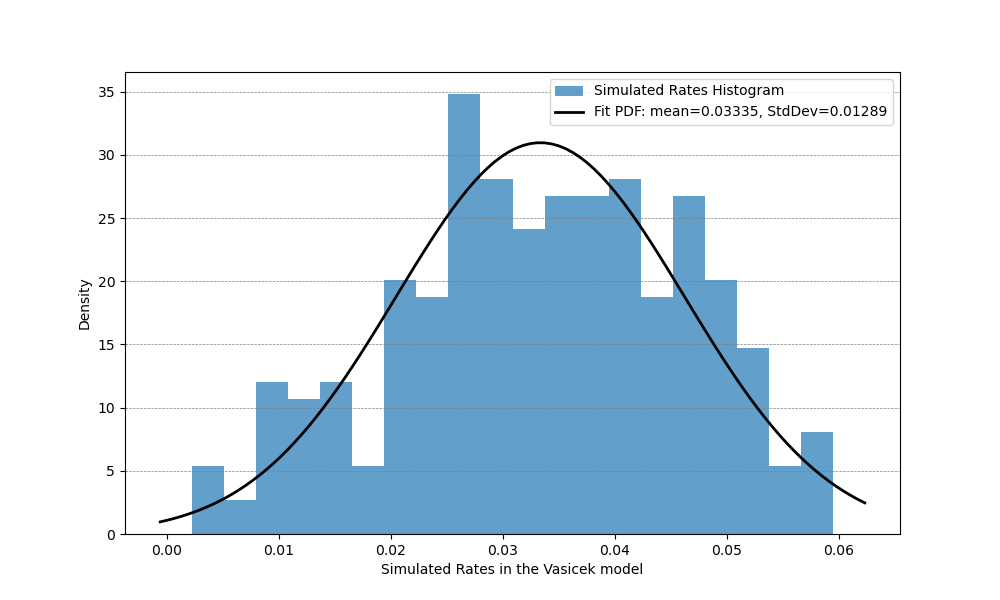 35
30
25
20
15
10
5
0
Density
Simulated Rates Histogram
Fit PDF: mean=0.03335, StdDev=0.01289
0.00 0.01 0.02 0.03 0.04 0.05 0.06
Simulated Rates in the Vasicek model